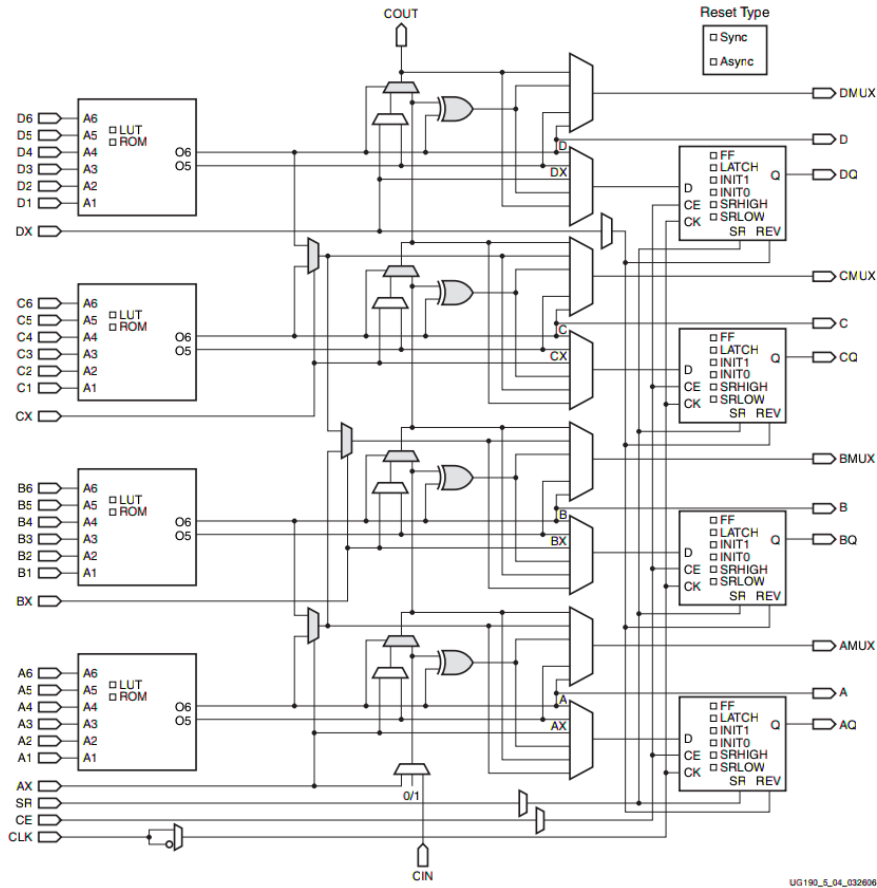 COUT
Reset Type
Sync
Async
DMUX
D6 A6 LUT
D5 A5 ROM
D4 A4 O6
D3 A3 O5
D2 A2
D1 A1
DX
D
DX
D
DQ
FF
LATCH
INIT1
INIT0
SRHIGH
SRLOW
D
CE
CK
Q
SR REV
C6 A6 LUT
C5 A5 ROM
C4 A4 O6
C3 A3 O5
C2 A2
C1 A1
CX
CMUX
C
CX
C
CQ
FF
LATCH
INIT1
INIT0
SRHIGH
SRLOW
D
CE
CK
Q
SR REV
B6 A6 LUT
B5 A5 ROM
B4 A4 O6
B3 A3 O5
B2 A2
B1 A1
BX
BMUX
B
BX
B
BQ
FF
LATCH
INIT1
INIT0
SRHIGH
SRLOW
D
CE
CK
Q
SR REV
A6 A6 LUT
A5 A5 ROM
A4 A4 O6
A3 A3 O5
A2 A2
A1 A1
AX
AMUX
A
AX
A
AQ
FF
LATCH
INIT1
INIT0
SRHIGH
SRLOW
D
CE
CK
Q
SR REV
0/1
SR
CE
CLK
CIN
UG190_5_04_032606